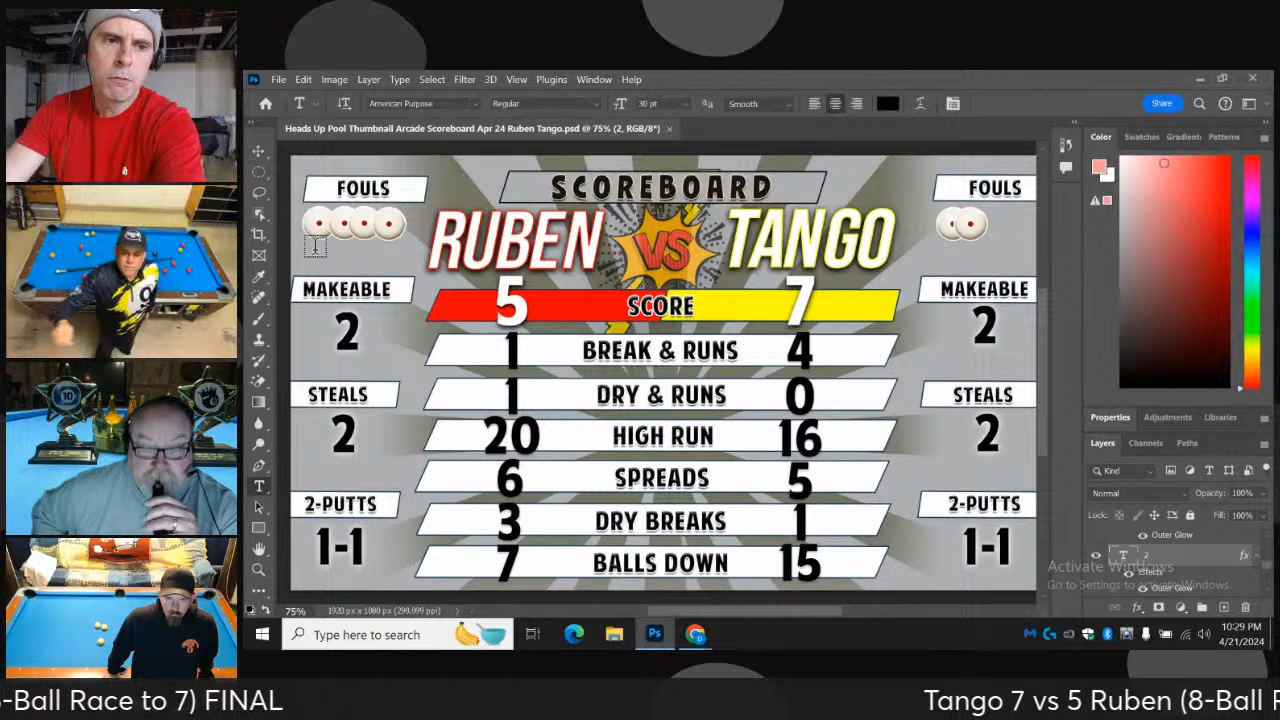 File Edit Image Layer Type Select Filter 3D View Plugins Window Help
American Purpose Regular 30 pt Smooth Share
Heads Up Pool Thumbnail Arcade Scoreboard Apr 24 Ruben Tango.psd @ 75% (2, RGB/8*) ×
Color Swatches Gradients Patterns
SCOREBOARD
FOULS FOULS
RUBEN VS TANGO
MAKEABLE MAKEABLE
5 SCORE 7
2 2
1 BREAK & RUNS 4
STEALS 1 DRY & RUNS 0 STEALS
2 20 HIGH RUN 16 2
6 SPREADS 5
2-PUTTS 2-PUTTS
3 DRY BREAKS 1
1-1 1-1
7 BALLS DOWN 15
Properties Adjustments Libraries
Layers Channels Paths
Kind
Normal Opacity: 100%
Lock: Fill: 100%
Outer Glow
T 2 fx
Effects
Outer Glow
Activate Windows
Go to Settings to activate Windows.
75% 1920 px x 1080 px (299.999 ppi)
Type here to search
10:29 PM
4/21/2024
-Ball Race to 7) FINAL Tango 7 vs 5 Ruben (8-Ball